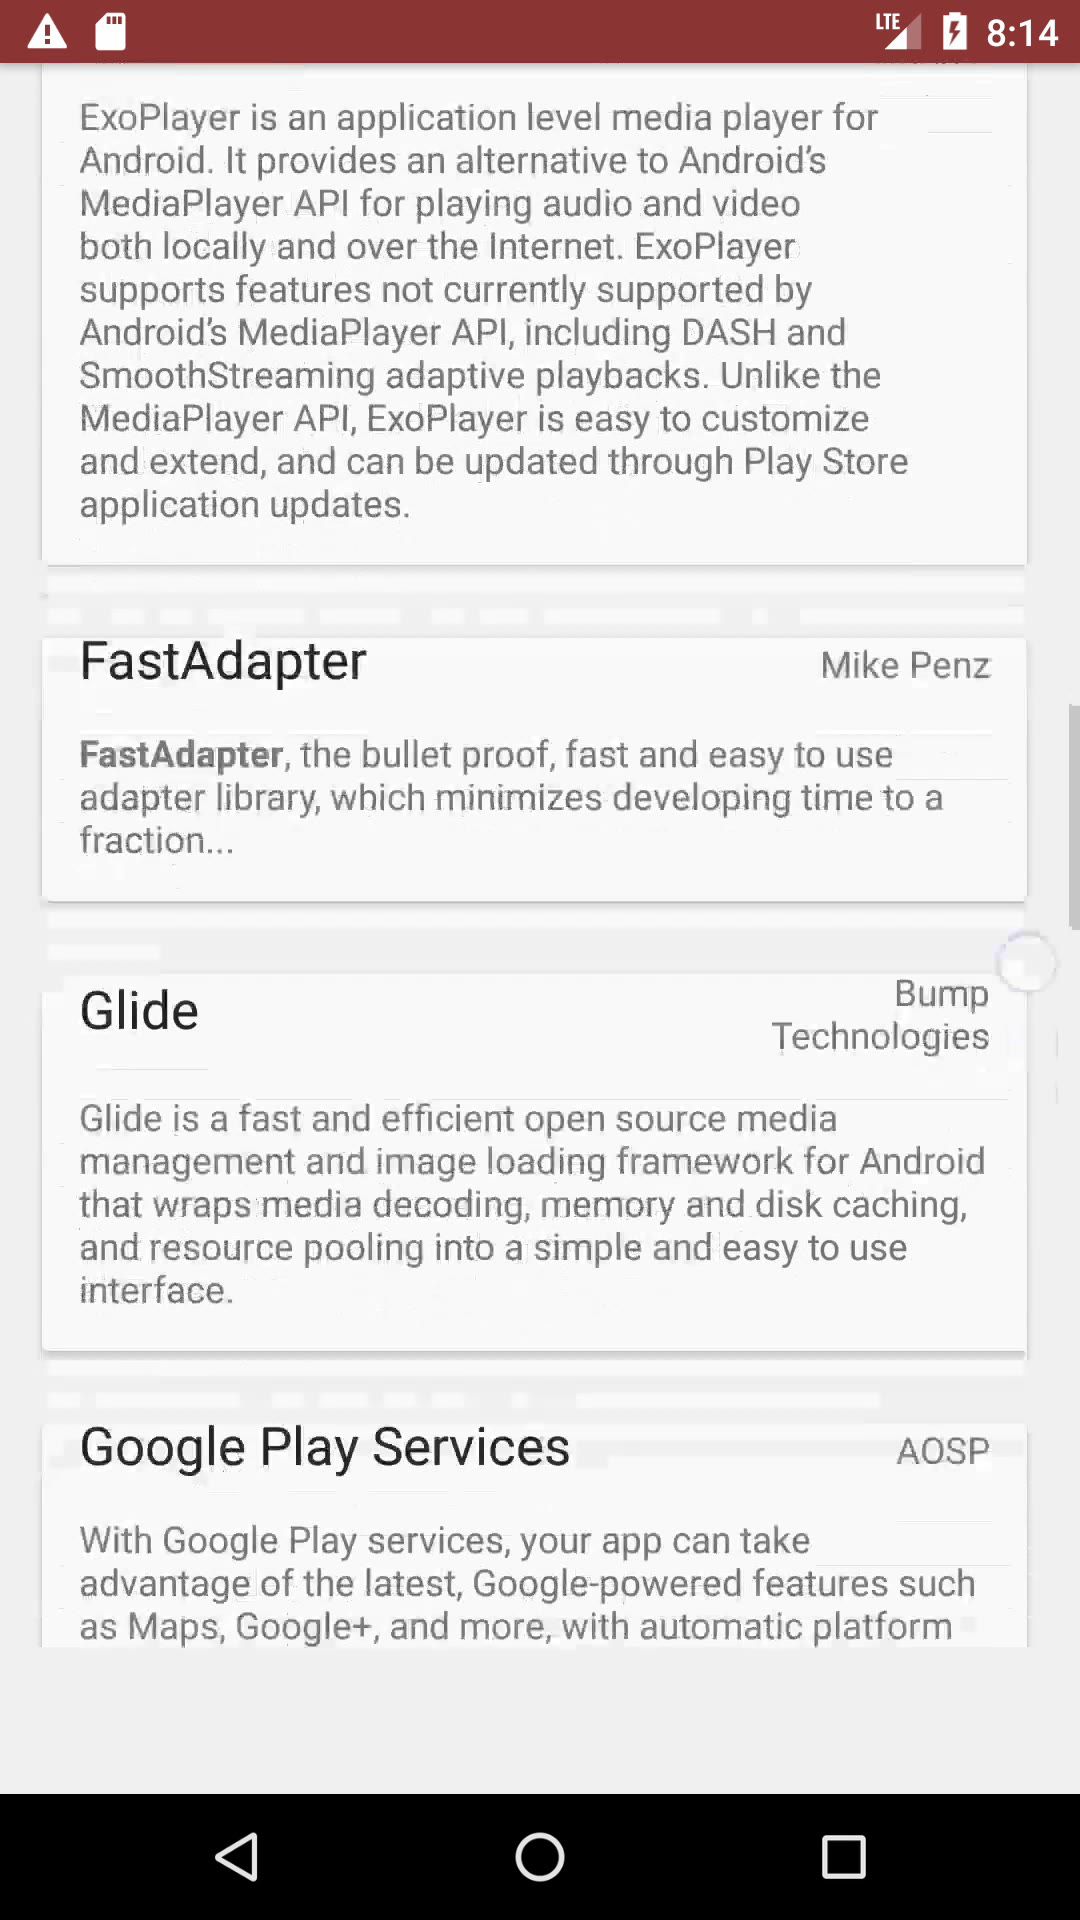 LTE 8:14
ExoPlayer is an application level media player for
Android. It provides an alternative to Android’s
MediaPlayer API for playing audio and video
both locally and over the Internet. ExoPlayer
supports features not currently supported by
Android’s MediaPlayer API, including DASH and
SmoothStreaming adaptive playbacks. Unlike the
MediaPlayer API, ExoPlayer is easy to customize
and extend, and can be updated through Play Store
application updates.
FastAdapter Mike Penz
FastAdapter, the bullet proof, fast and easy to use
adapter library, which minimizes developing time to a
fraction...
Glide Bump
Technologies
Glide is a fast and efficient open source media
management and image loading framework for Android
that wraps media decoding, memory and disk caching,
and resource pooling into a simple and easy to use
interface.
Google Play Services AOSP
With Google Play services, your app can take
advantage of the latest, Google-powered features such
as Maps, Google+, and more, with automatic platform